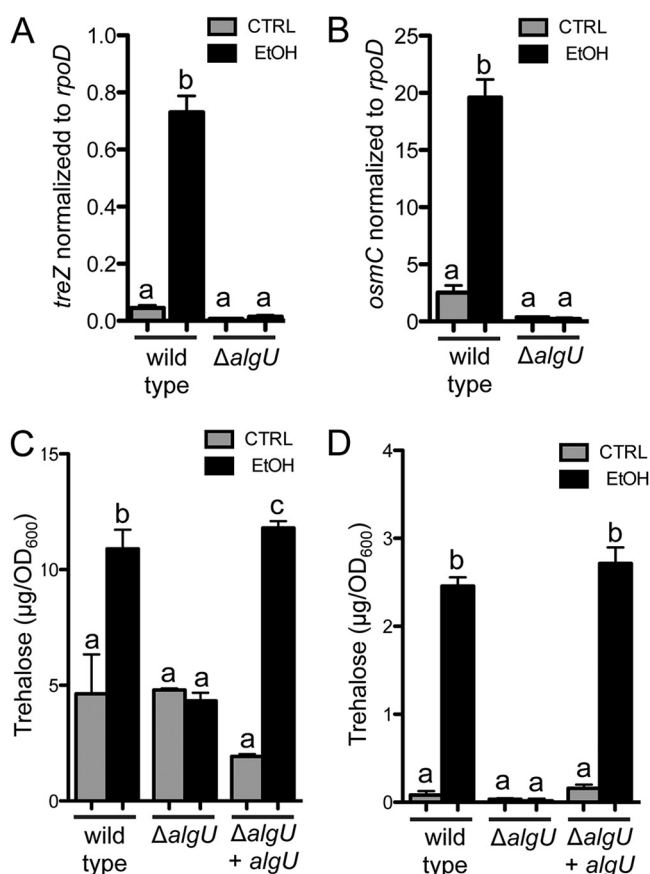 A
CTRL
EtOH
treZ normalizedd to rpoD
1.0
0.8
0.6
0.4
0.2
0.0
a
b
a
a
wild
type
ΔalgU
B
CTRL
EtOH
osmC normalized to rpoD
25
20
15
10
5
0
a
b
a
a
wild
type
ΔalgU
C
CTRL
EtOH
Trehalose (µg/OD600)
15
10
5
0
a
b
a
a
a
c
wild
type
ΔalgU
ΔalgU
+ algU
D
CTRL
EtOH
Trehalose (µg/OD600)
4
3
2
1
0
a
b
a
a
a
b
wild
type
ΔalgU
ΔalgU
+ algU